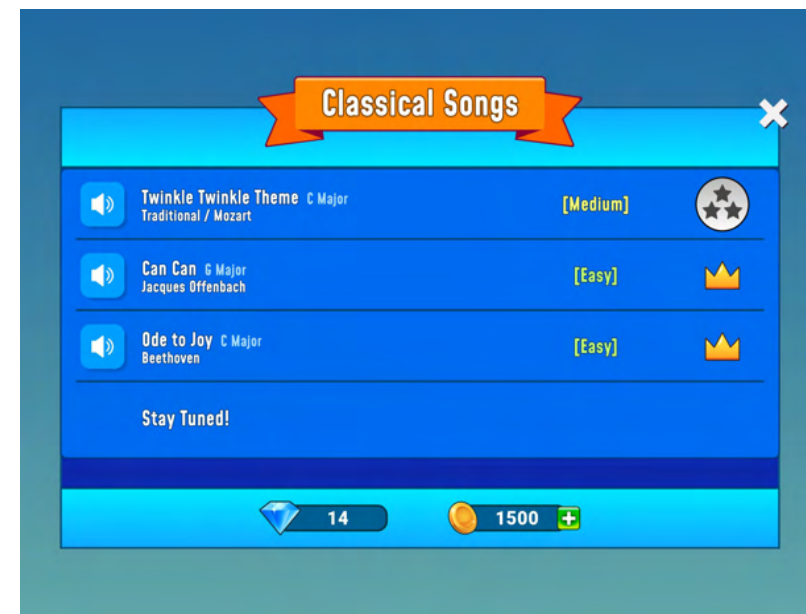 Classical Songs
Twinkle Twinkle Theme C Major
Traditional / Mozart
[Medium]
Can Can G Major
Jacques Offenbach
[Easy]
Ode to Joy C Major
Beethoven
[Easy]
Stay Tuned!
14
1500